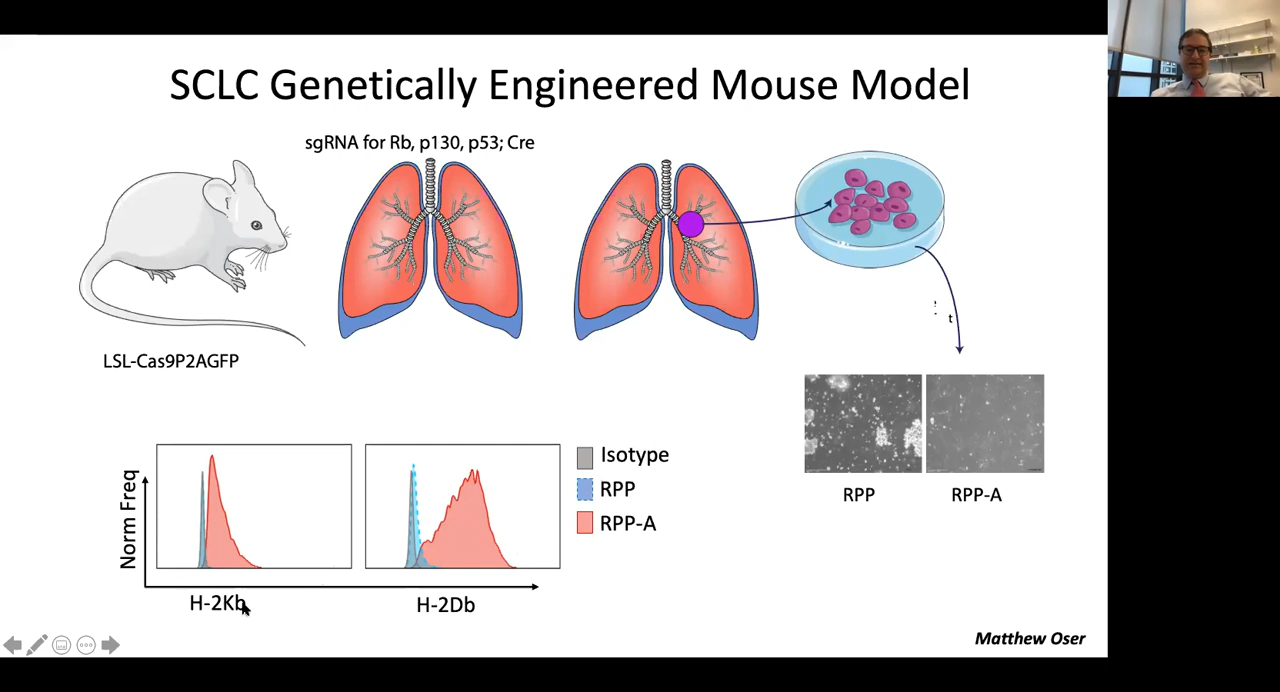 SCLC Genetically Engineered Mouse Model
sgRNA for Rb, p130, p53; Cre
LSL-Cas9P2AGFP
t
RPP
RPP-A
Norm Freq
H-2Kb
H-2Db
Isotype
RPP
RPP-A
Matthew Oser